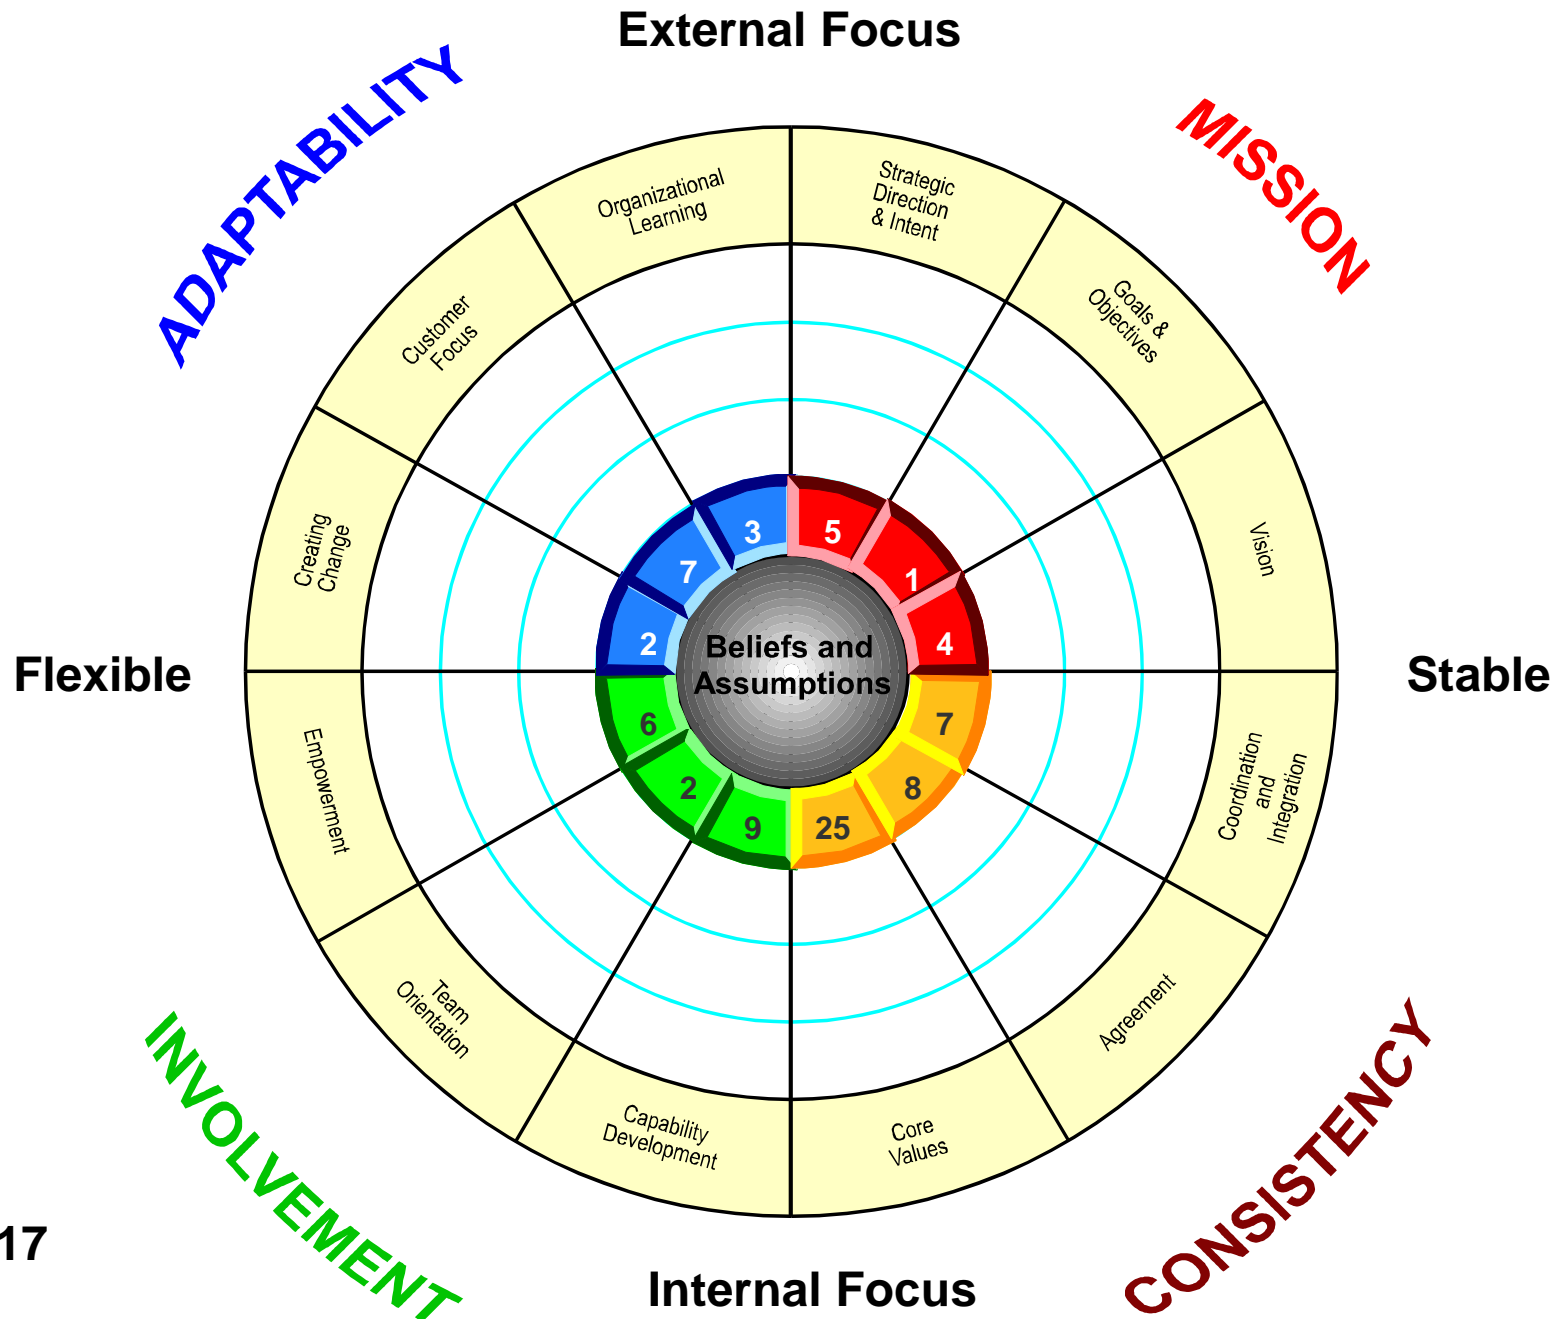 External Focus
ADAPTABILITY
MISSION
Organizational
Learning
Strategic
Direction
& Intent
Customer
Focus
Goals &
Objectives
Creating
Change
Vision
3
5
7
1
2
4
Beliefs and
Assumptions
Flexible
Stable
6
7
2
8
9
25
Empowerment
Coordination
and
Integration
Team
Orientation
Agreement
Capability
Development
Core
Values
INVOLVEMENT
CONSISTENCY
17
Internal Focus